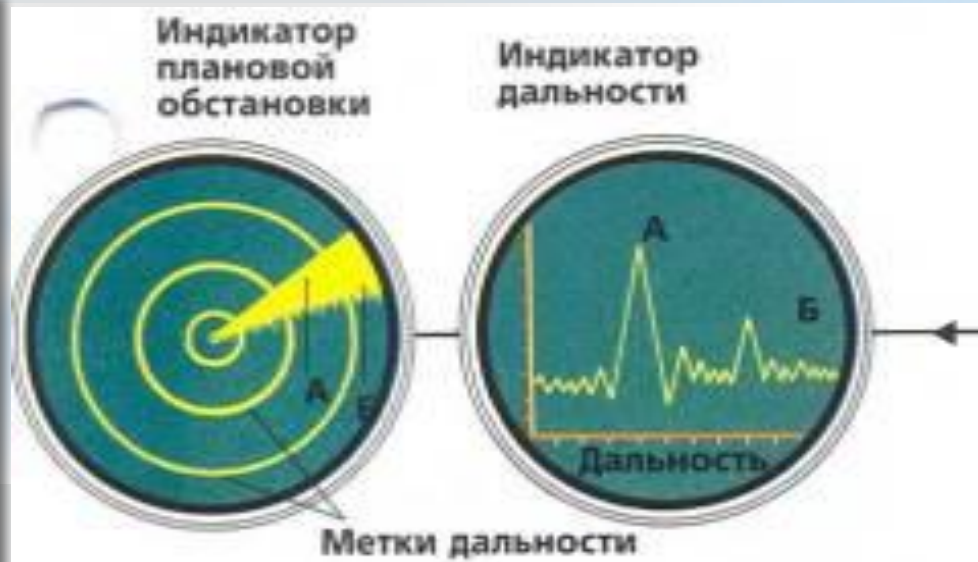 Индикатор
плановой
обстановки
Индикатор
дальности
А
Б
А
Б
Дальность
Метки дальности